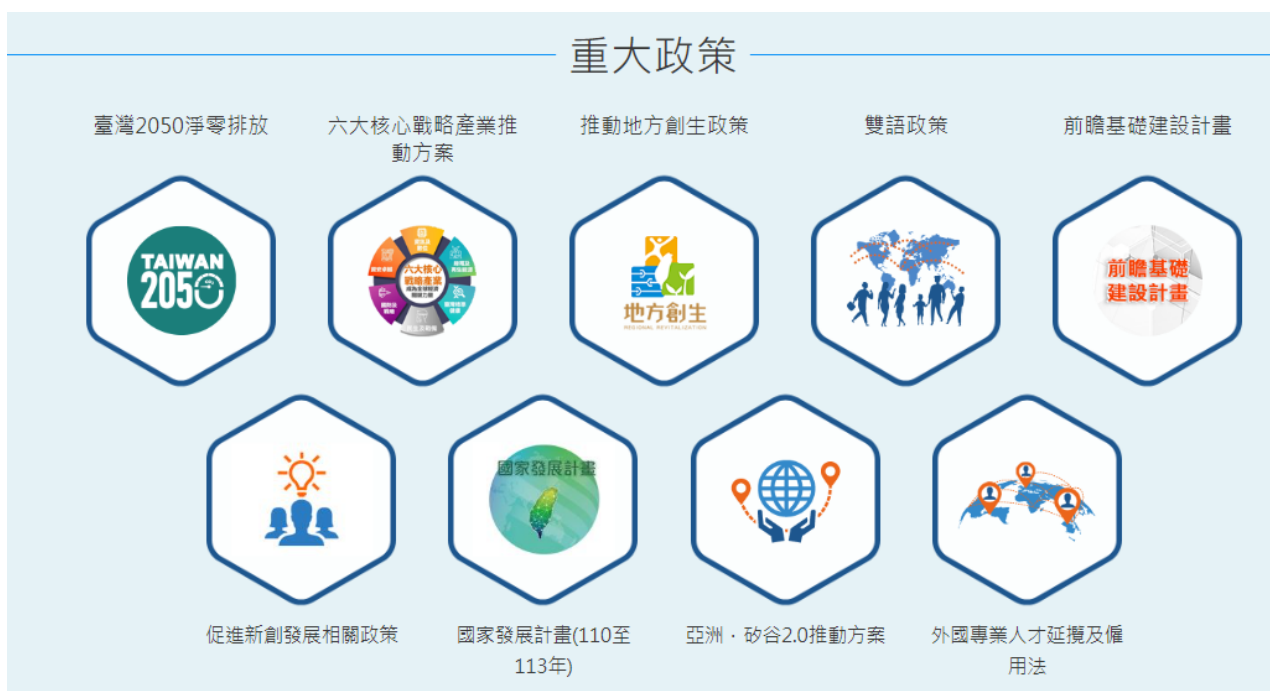 重大政策
臺灣2050淨零排放
六大核心戰略產業推
動方案
推動地方創生政策
雙語政策
前瞻基礎建設計畫
TAIWAN
2050
六大核心
戰略產業
地方創生
REGIONAL REVITALIZATION
前瞻基礎
建設計畫
國家發展計畫
促進新創發展相關政策
國家發展計畫(110至
113年)
亞洲．矽谷2.0推動方案
外國專業人才延攬及僱
用法